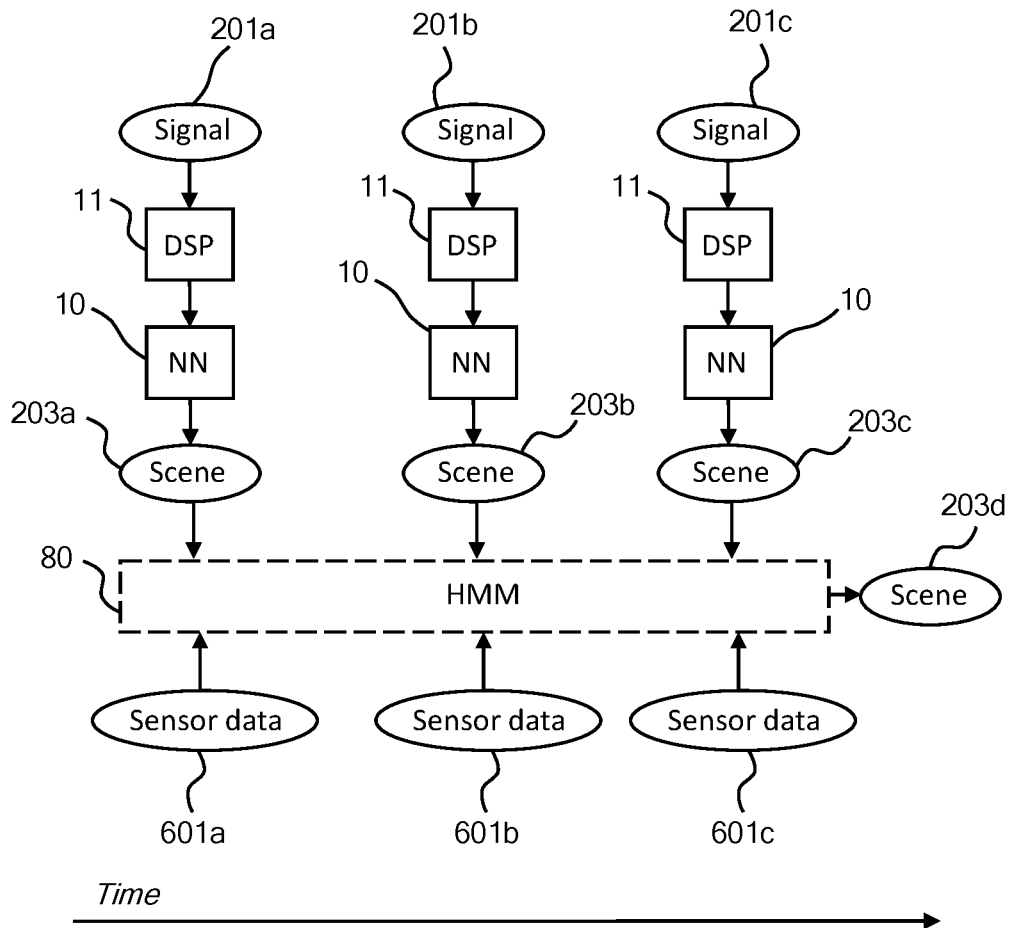 201a 201b 201c
Signal Signal Signal
11 11 11
DSP DSP DSP
10 10 10
NN NN NN
203a 203b 203c
Scene Scene Scene
203d
80 HMM Scene
Sensor data Sensor data Sensor data
601a 601b 601c
Time